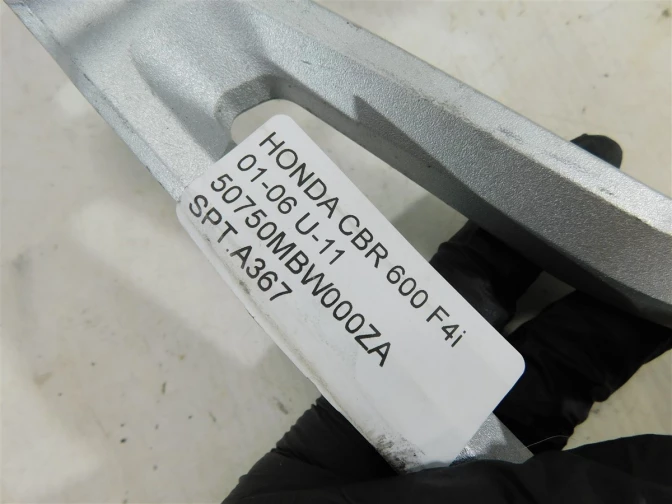 HONDA CBR 600 F4i
01-06 U-11
50750MBW000ZA
SPT.A367